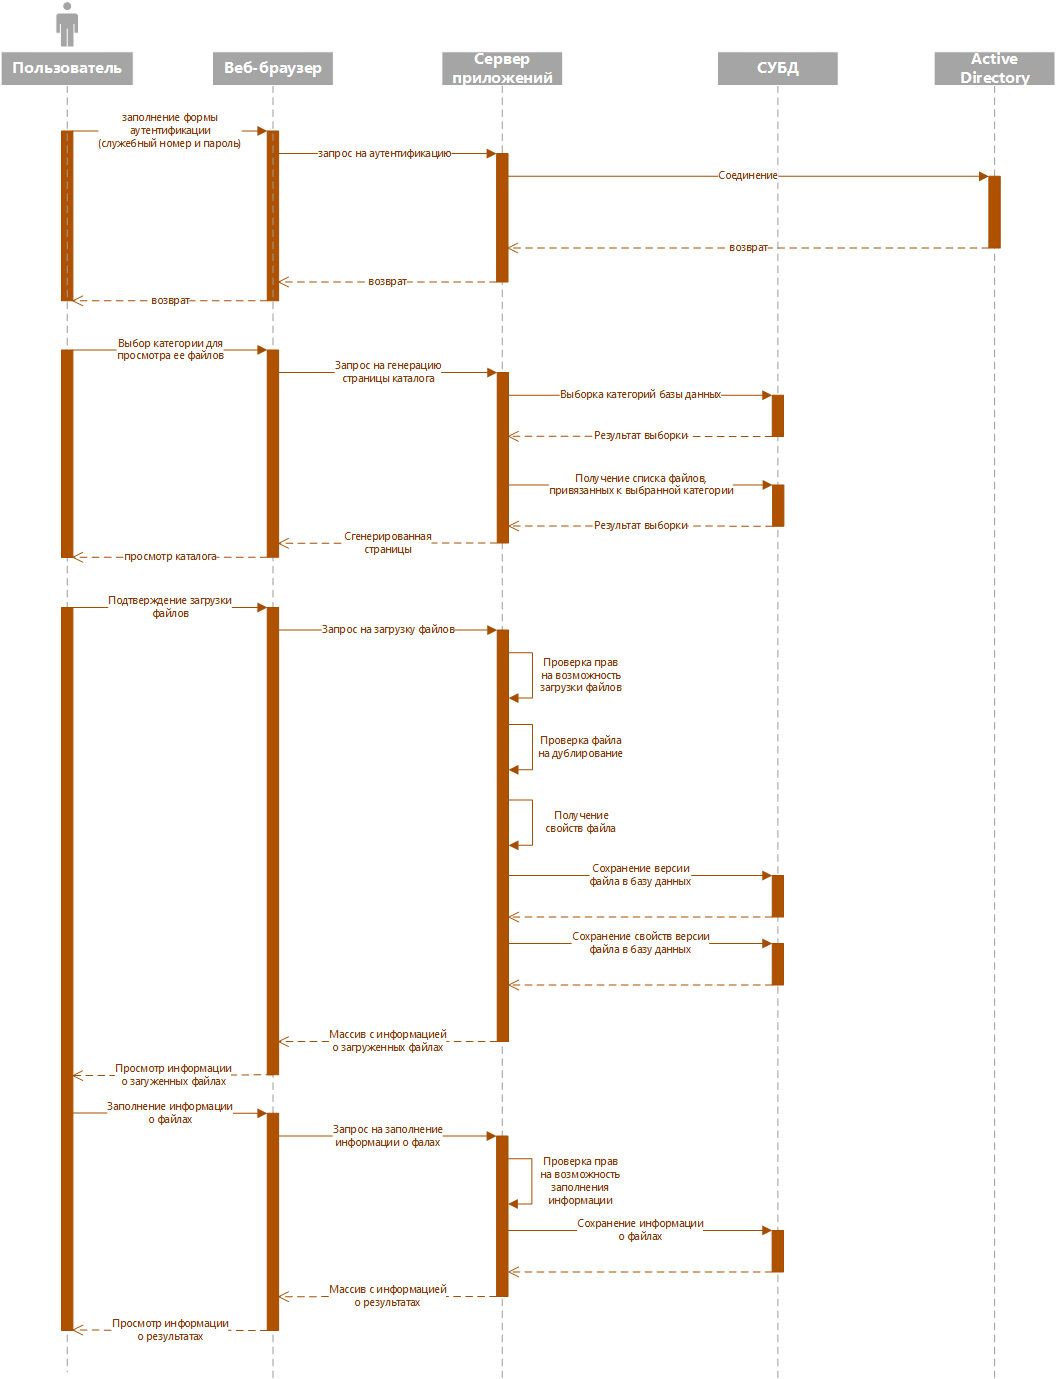 Пользователь
Веб-браузер
Сервер
приложений
СУБД
Active
Directory
заполнение формы
аутентификации
(служебный номер и пароль)
запрос на аутентификацию
Соединение
возврат
возврат
возврат
Выбор категории для
просмотра ее файлов
Запрос на генерацию
страницы каталога
Выборка категорий базы данных
Результат выборки
Получение списка файлов,
привязанных к выбранной категории
Результат выборки
Сгенерированная
страницы
просмотр каталога
Подтверждение загрузки
файлов
Запрос на загрузку файлов
Проверка прав
на возможность
загрузки файлов
Проверка файла
на дублирование
Получение
свойств файла
Сохранение версии
файла в базу данных
Сохранение свойств версии
файла в базу данных
Массив с информацией
о загруженных файлах
Просмотр информации
о загуженных файлах
Заполнение информации
о файлах
Запрос на заполнение
информации о фалах
Проверка прав
на возможность
заполнения
информации
Сохранение информации
о файлах
Массив с информацией
о результатах
Просмотр информации
о результатах